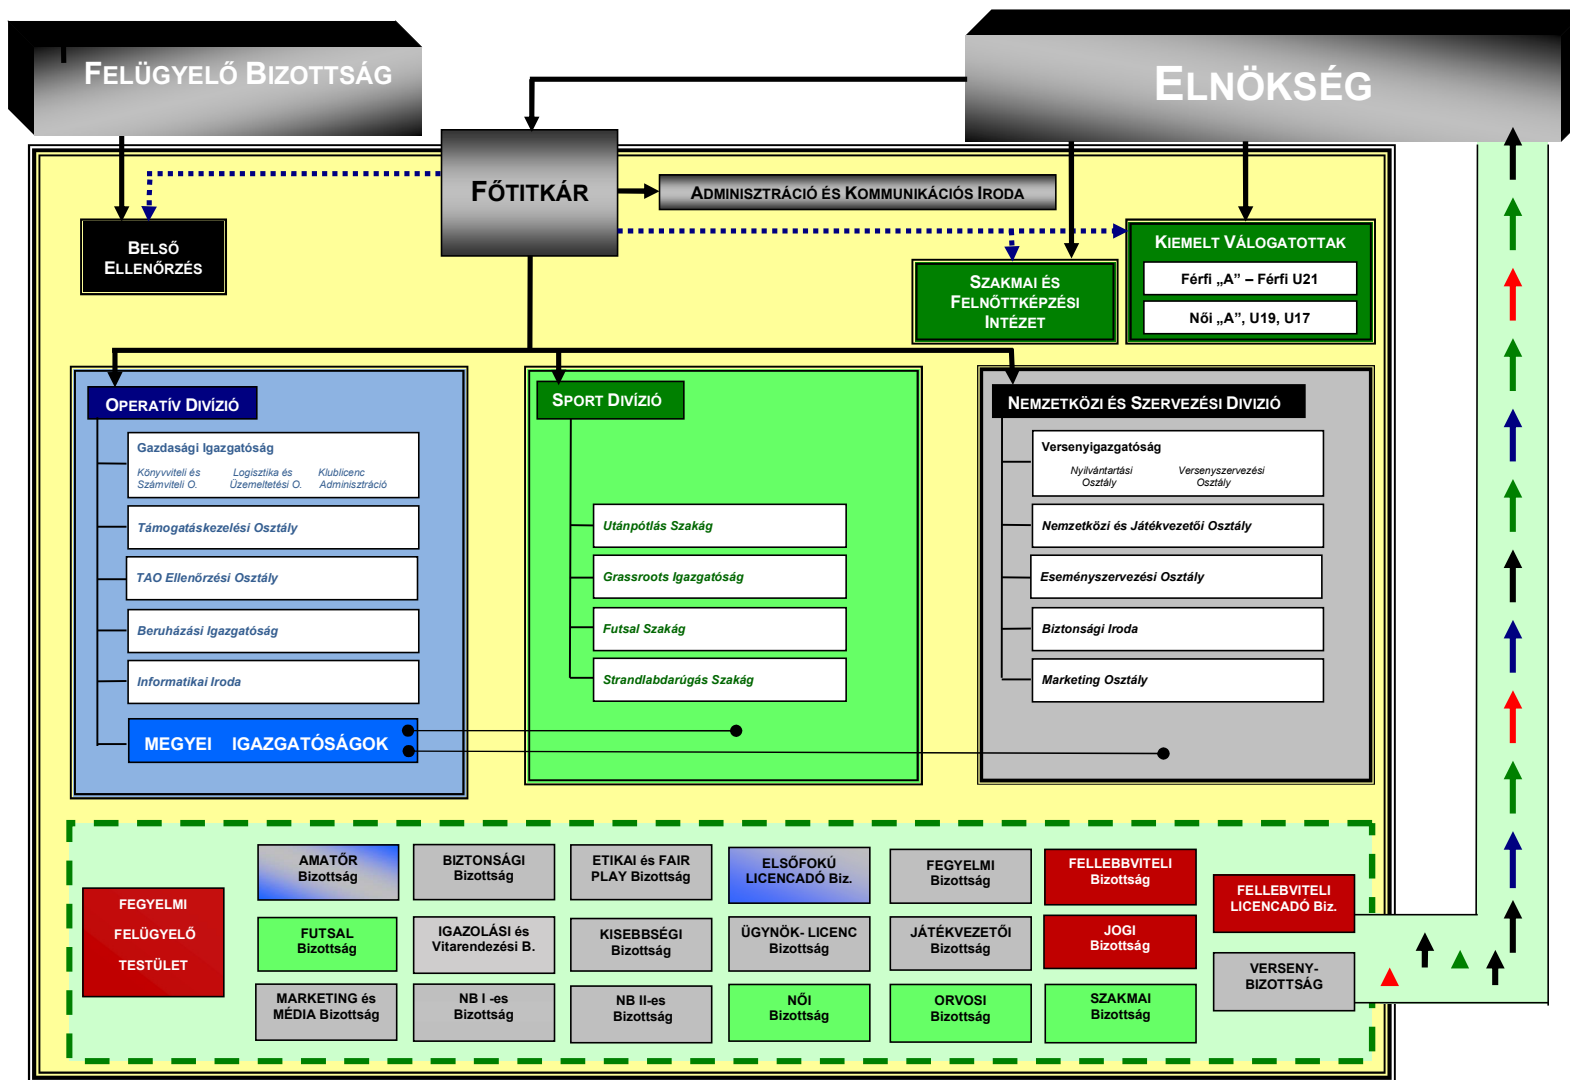 FELÜGYELŐ BIZOTTSÁG
ELNÖKSÉG
FŐTITKÁR
ADMINISZTRÁCIÓ ÉS KOMMUNIKÁCIÓS IRODA
BELSŐ
ELLENŐRZÉS
SZAKMAI ÉS
FELNŐTTKÉPZÉSI
INTÉZET
KIEMELT VÁLOGATOTTAK
Férfi „A” – Férfi U21
Női „A”, U19, U17
OPERATÍV DIVÍZIÓ
Gazdasági Igazgatóság
Könyvviteli és
Számviteli O.
Logisztika és
Üzemeltetési O.
Klublicenc
Adminisztráció
Támogatáskezelési Osztály
TAO Ellenőrzési Osztály
Beruházási Igazgatóság
Informatikai Iroda
MEGYEI IGAZGATÓSÁGOK
SPORT DIVÍZIÓ
Utánpótlás Szakág
Grassroots Igazgatóság
Futsal Szakág
Strandlabdarúgás Szakág
NEMZETKÖZI ÉS SZERVEZÉSI DIVIZIÓ
Versenyigazgatóság
Nyilvántartási
Osztály
Versenyszervezési
Osztály
Nemzetközi és Játékvezetői Osztály
Eseményszervezési Osztály
Biztonsági Iroda
Marketing Osztály
FEGYELMI
FELÜGYELŐ
TESTÜLET
AMATŐR
Bizottság
BIZTONSÁGI
Bizottság
ETIKAI és FAIR
PLAY Bizottság
ELSŐFOKÚ
LICENCADÓ Biz.
FEGYELMI
Bizottság
FELLEBBVITELI
Bizottság
FELLEBVITELI
LICENCADÓ Biz.
FUTSAL
Bizottság
IGAZOLÁSI és
Vitarendezési B.
KISEBBSÉGI
Bizottság
ÜGYNÖK- LICENC
Bizottság
JÁTÉKVEZETŐI
Bizottság
JOGI
Bizottság
VERSENY-
BIZOTTSÁG
MARKETING és
MÉDIA Bizottság
NB I -es
Bizottság
NB II-es
Bizottság
NŐI
Bizottság
ORVOSI
Bizottság
SZAKMAI
Bizottság